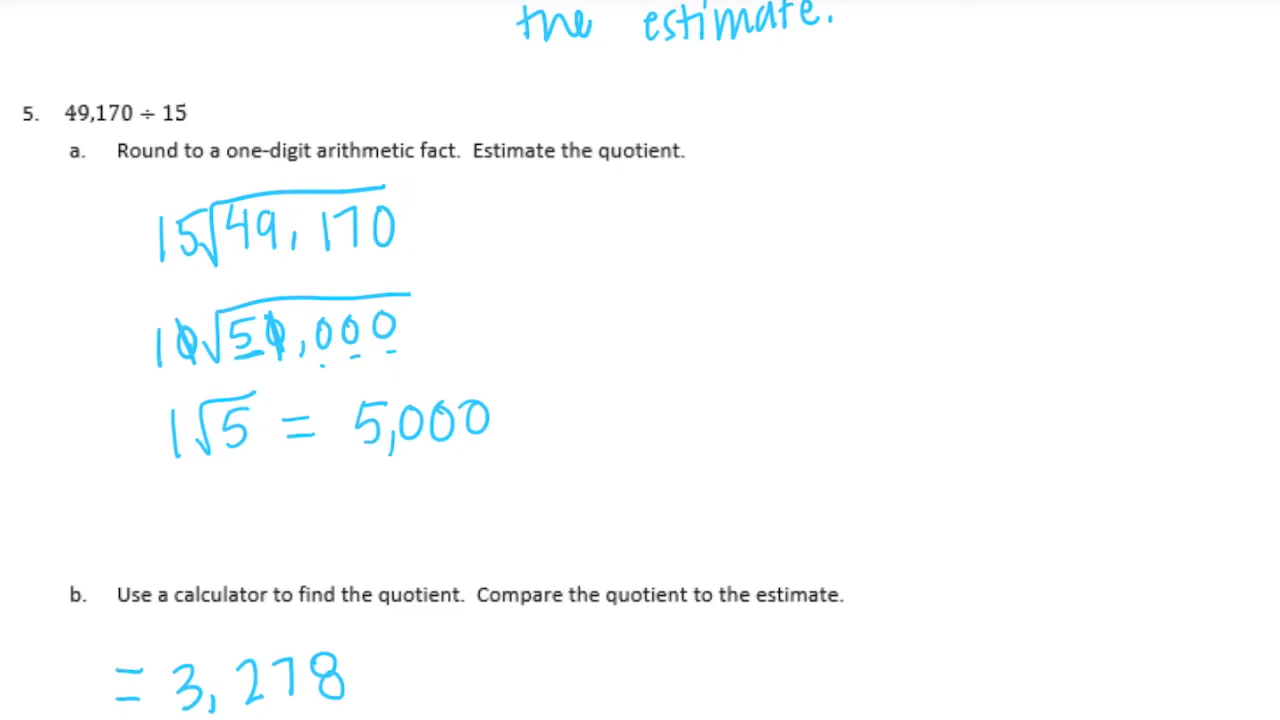 the estimate.
5. 49,170 ÷ 15
a. Round to a one-digit arithmetic fact. Estimate the quotient.
15√49,170
10√50,000
1√5 = 5,000
b. Use a calculator to find the quotient. Compare the quotient to the estimate.
= 3,278